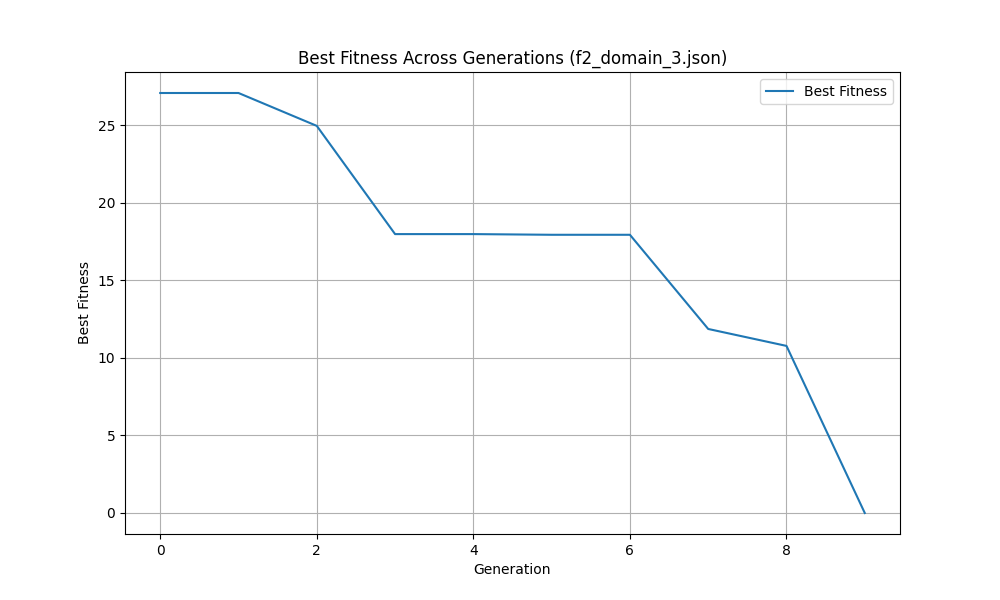 Best Fitness Across Generations (f2_domain_3.json)
Best Fitness
25
20
15
10
5
0
Best Fitness
0 2 4 6 8
Generation